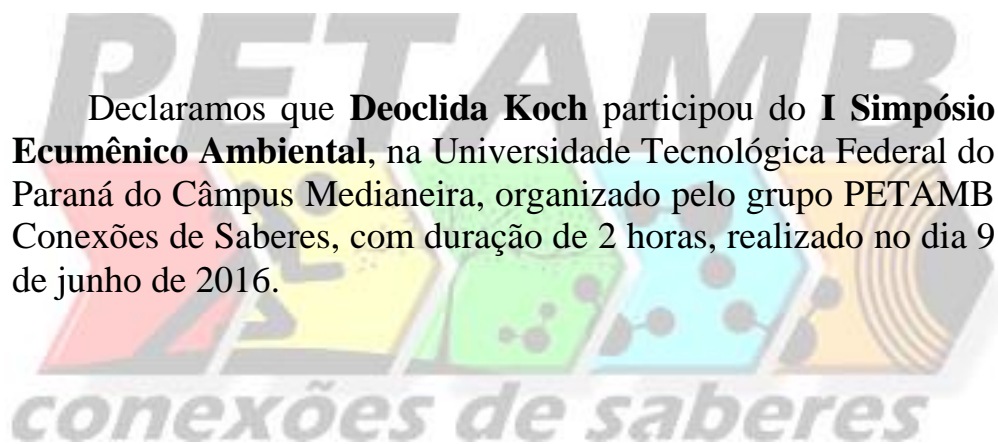 PETAMB
Declaramos que Deoclida Koch participou do I Simpósio
Ecumênico Ambiental, na Universidade Tecnológica Federal do
Paraná do Câmpus Medianeira, organizado pelo grupo PETAMB
Conexões de Saberes, com duração de 2 horas, realizado no dia 9
de junho de 2016.
conexões de saberes